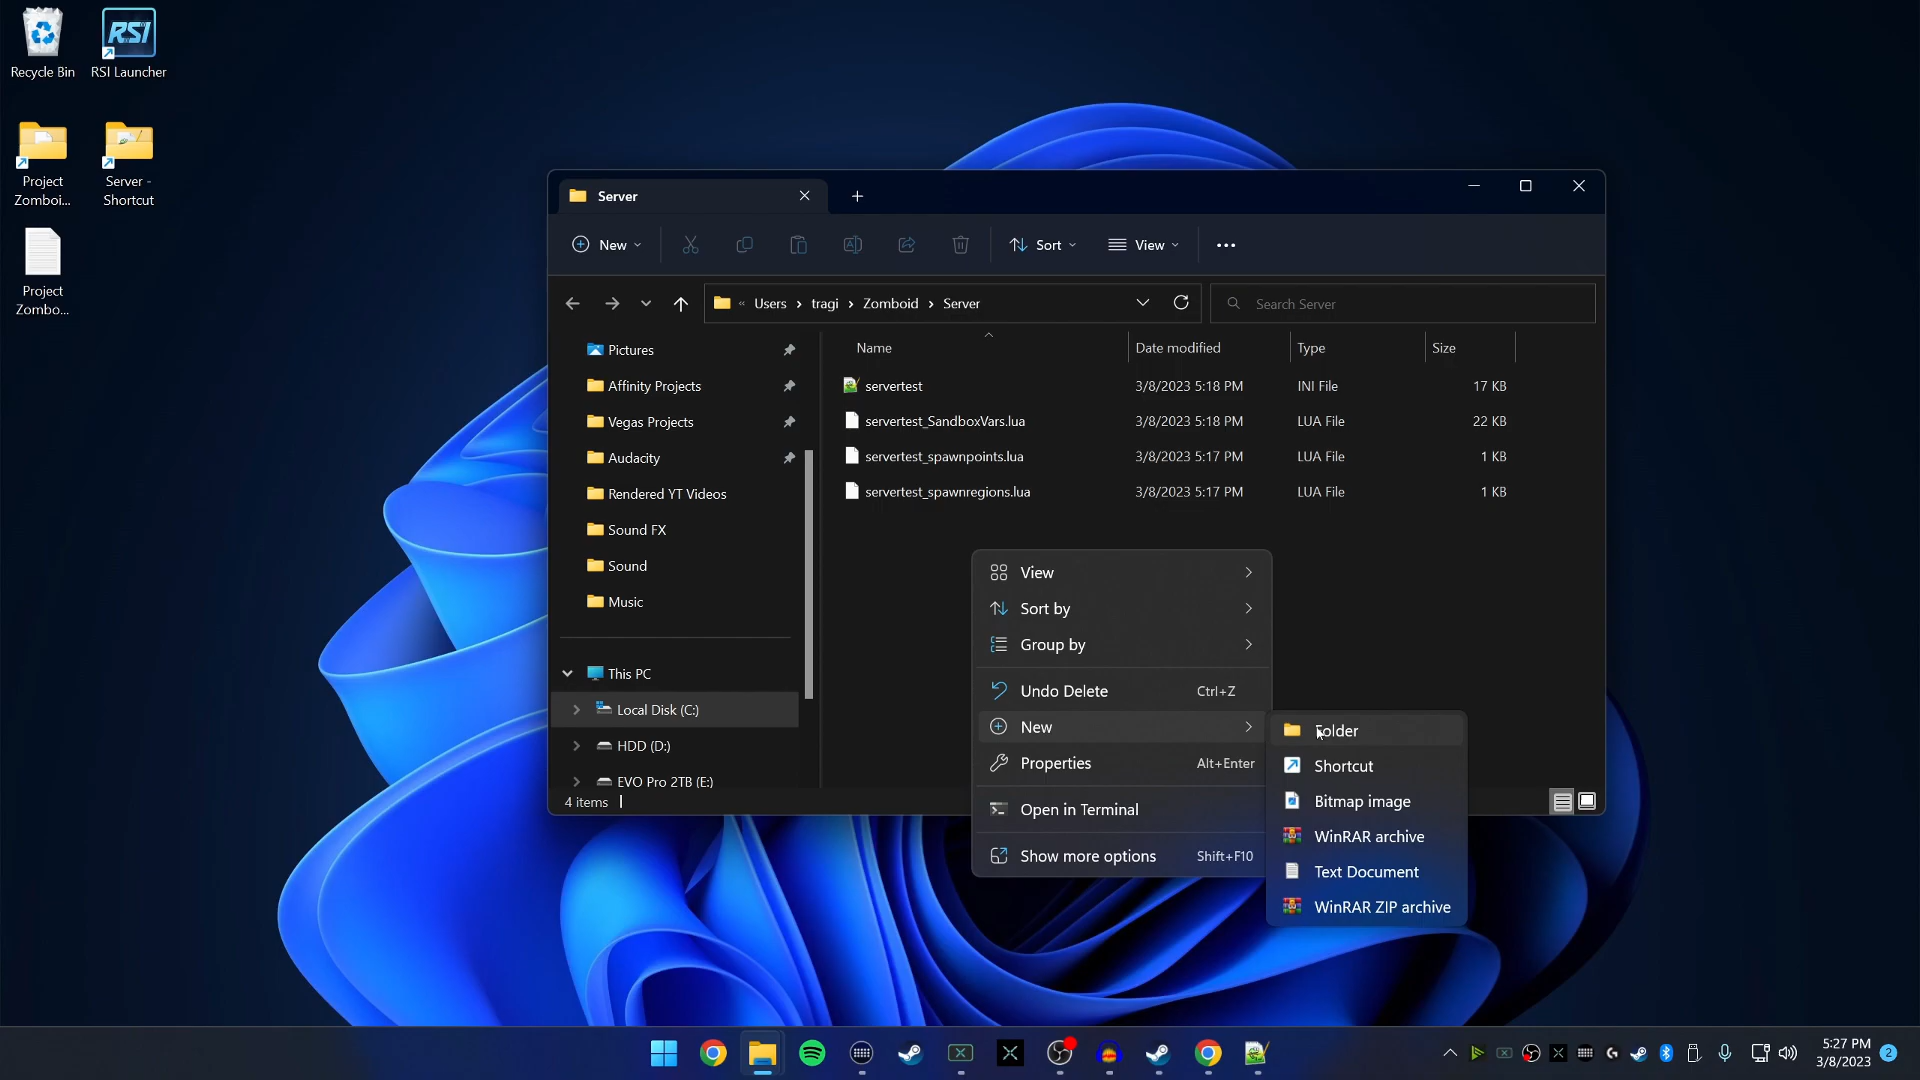 Recycle Bin
RSI
RSI Launcher
Project
Zomboi...
Server -
Shortcut
Project
Zombo...
Server
New
Sort
View
« Users › tragi › Zomboid › Server
Search Server
Name
Date modified
Type
Size
servertest
3/8/2023 5:18 PM
INI File
17 KB
servertest_SandboxVars.lua
3/8/2023 5:18 PM
LUA File
22 KB
servertest_spawnpoints.lua
3/8/2023 5:17 PM
LUA File
1 KB
servertest_spawnregions.lua
3/8/2023 5:17 PM
LUA File
1 KB
Pictures
Affinity Projects
Vegas Projects
Audacity
Rendered YT Videos
Sound FX
Sound
Music
This PC
Local Disk (C:)
HDD (D:)
EVO Pro 2TB (E:)
4 items
View
Sort by
Group by
Undo Delete Ctrl+Z
New
Properties Alt+Enter
Open in Terminal
Show more options Shift+F10
Folder
Shortcut
Bitmap image
WinRAR archive
Text Document
WinRAR ZIP archive
5:27 PM
3/8/2023
2